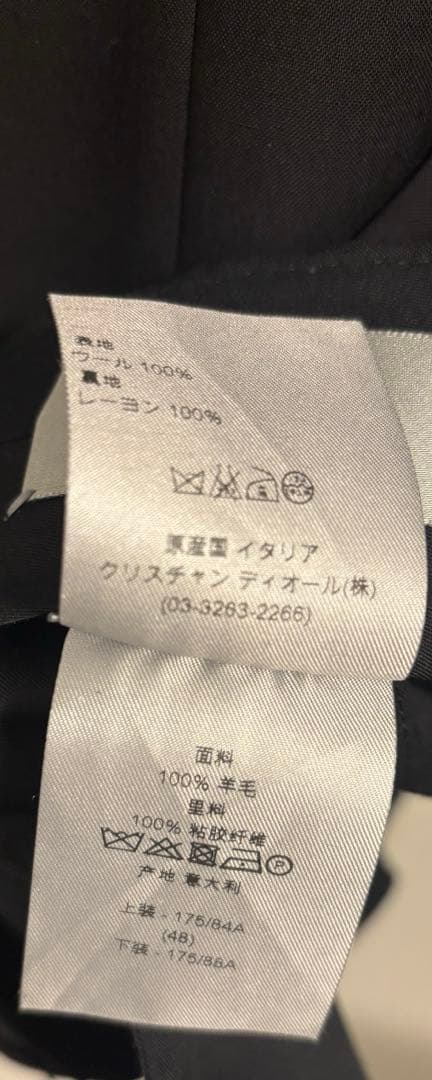 表地
ウール 100%
裏地
レーヨン 100%
原産国 イタリア
クリスチャン ディオール(株)
(03-3263-2266)
面料
100% 羊毛
里料
100% 粘胶纤维
P
产地 意大利
上装 - 175/84A
(48)
下装 - 175/88A